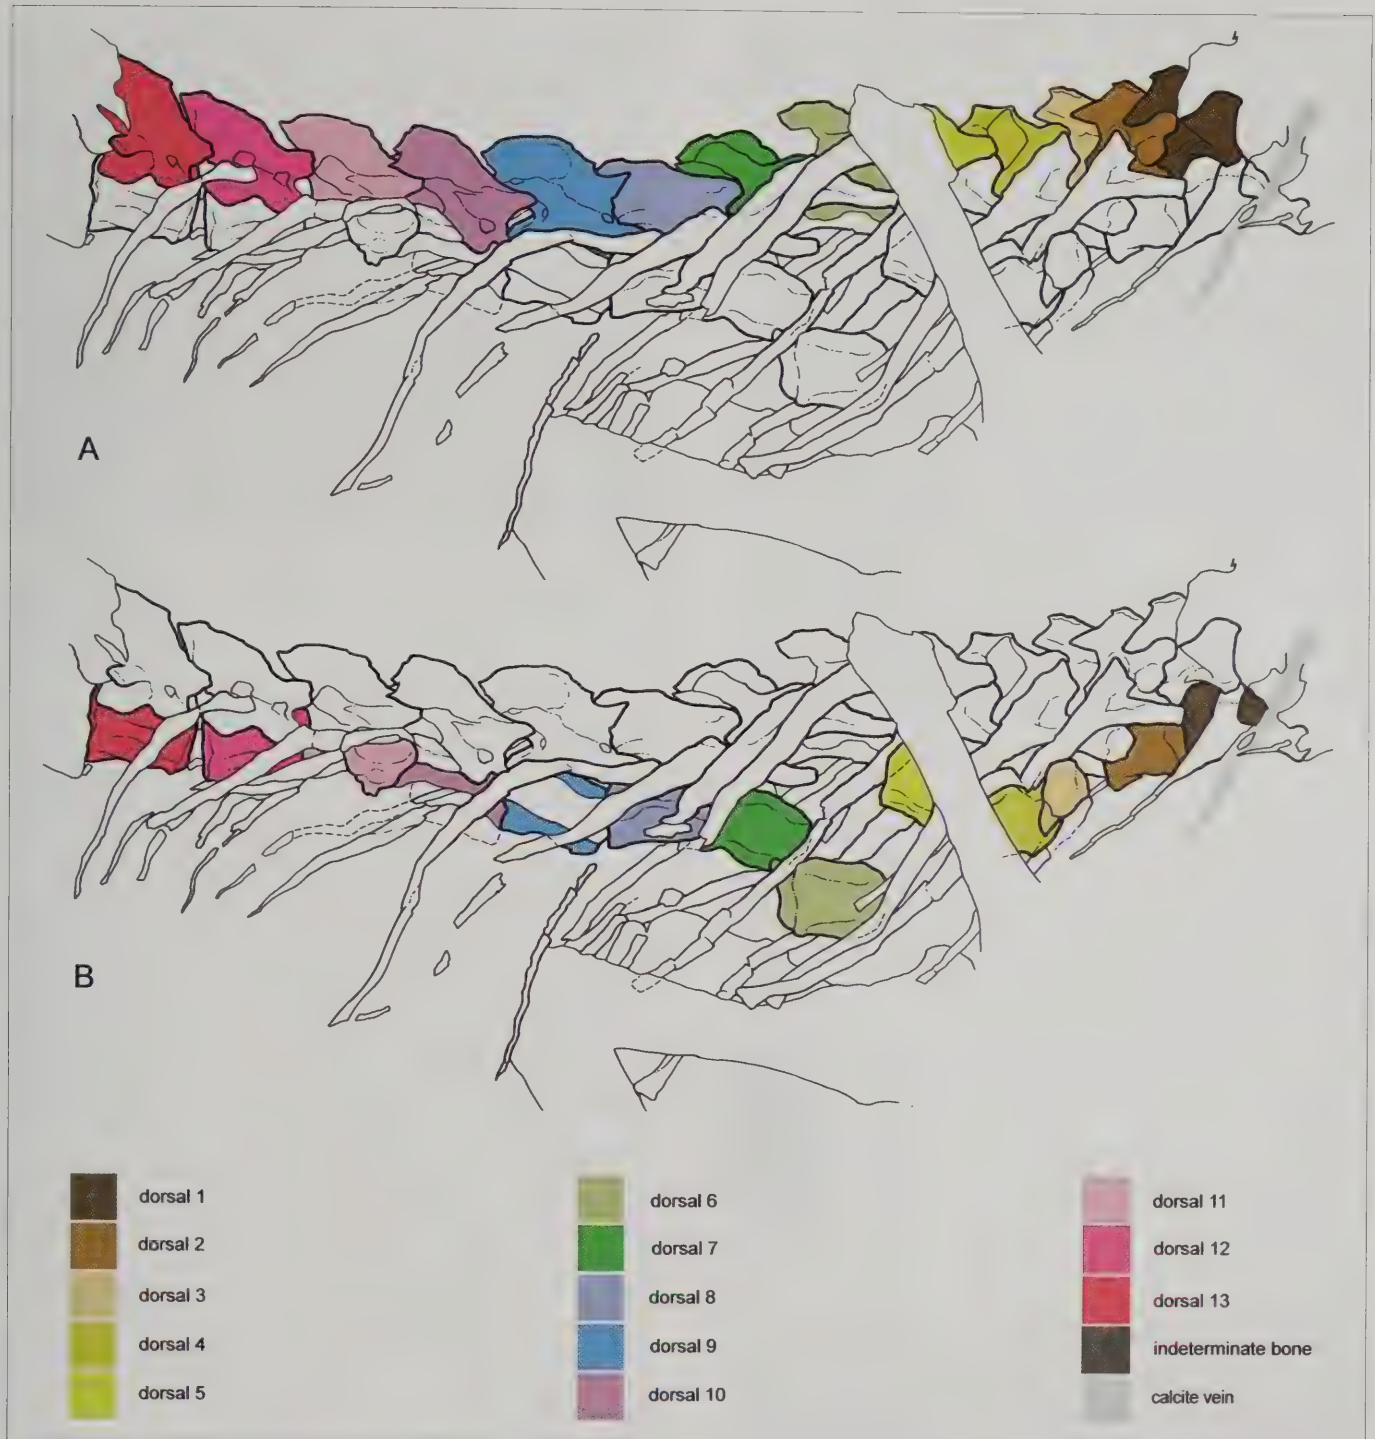 A
B
dorsal 1
dorsal 2
dorsal 3
dorsal 4
dorsal 5
dorsal 6
dorsal 7
dorsal 8
dorsal 9
dorsal 10
dorsal 11
dorsal 12
dorsal 13
indeterminate bone
calcite vein